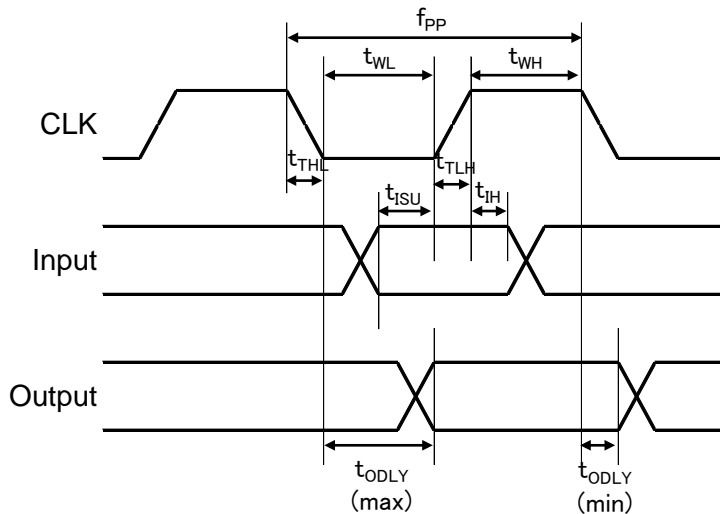 fPP
tWL
tWH
CLK
tTHL
tTLH
tISU
tIH
Input
Output
tODLY
(max)
tODLY
(min)